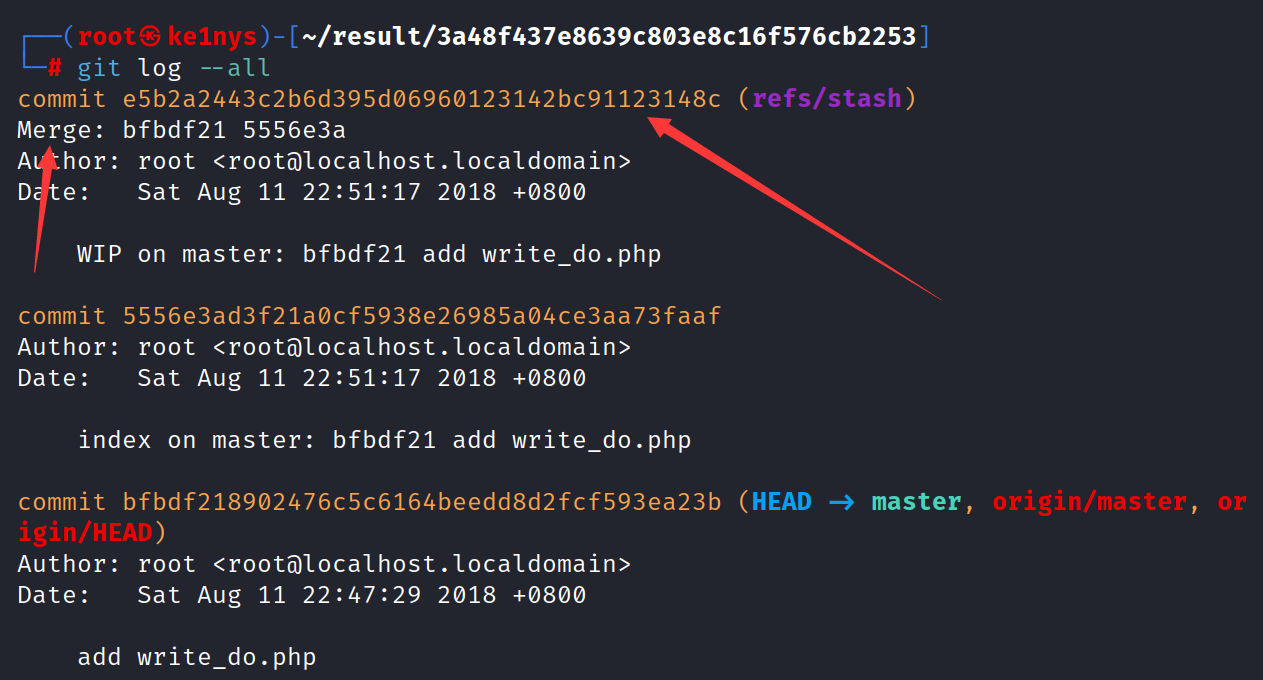 ┌──(root㉿ke1nys)-[~/result/3a48f437e8639c803e8c16f576cb2253]
└─# git log --all
commit e5b2a2443c2b6d395d06960123142bc91123148c (refs/stash)
Merge: bfbdf21 5556e3a
Author: root <root@localhost.localdomain>
Date:   Sat Aug 11 22:51:17 2018 +0800
    WIP on master: bfbdf21 add write_do.php
commit 5556e3ad3f21a0cf5938e26985a04ce3aa73faaf
Author: root <root@localhost.localdomain>
Date:   Sat Aug 11 22:51:17 2018 +0800
    index on master: bfbdf21 add write_do.php
commit bfbdf218902476c5c6164beedd8d2fcf593ea23b (HEAD -> master, origin/master, or
igin/HEAD)
Author: root <root@localhost.localdomain>
Date:   Sat Aug 11 22:47:29 2018 +0800
    add write_do.php